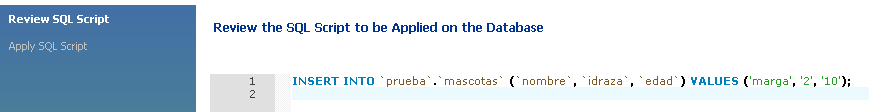 Review SQL Script
Apply SQL Script
Review the SQL Script to be Applied on the Database
1 INSERT INTO `prueba`.`mascotas` (`nombre`, `idraza`, `edad`) VALUES ('marga', '2', '10');
2